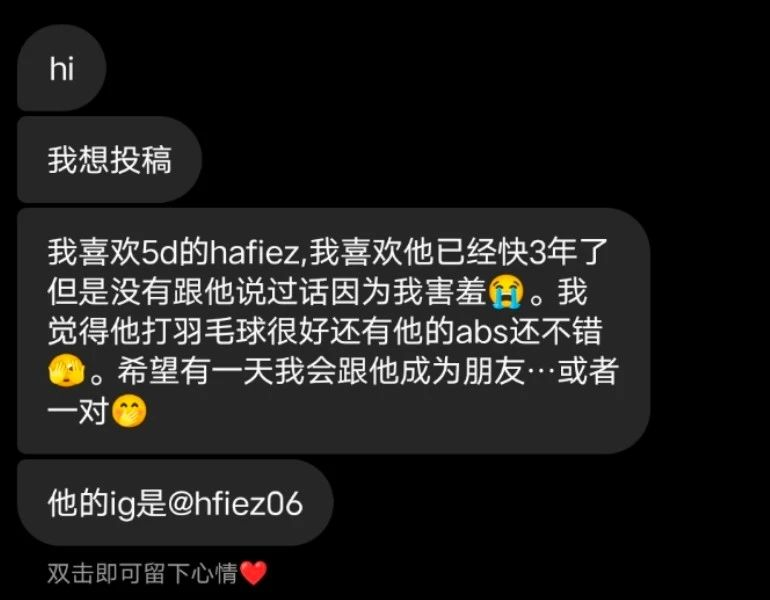 hi
我想投稿
我喜欢5d的hafiez,我喜欢他已经快3年了
但是没有跟他说过话因为我害羞😭。我
觉得他打羽毛球很好还有他的abs还不错
🫣。希望有一天我会跟他成为朋友…或者
一对🤭
他的ig是@hfiez06
双击即可留下心情❤️